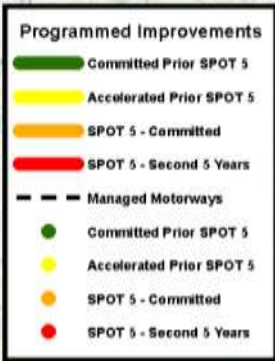 Programmed Improvements
Committed Prior SPOT 5
Accelerated Prior SPOT 5
SPOT 5 - Committed
SPOT 5 - Second 5 Years
Managed Motorways
Committed Prior SPOT 5
Accelerated Prior SPOT 5
SPOT 5 - Committed
SPOT 5 - Second 5 Years